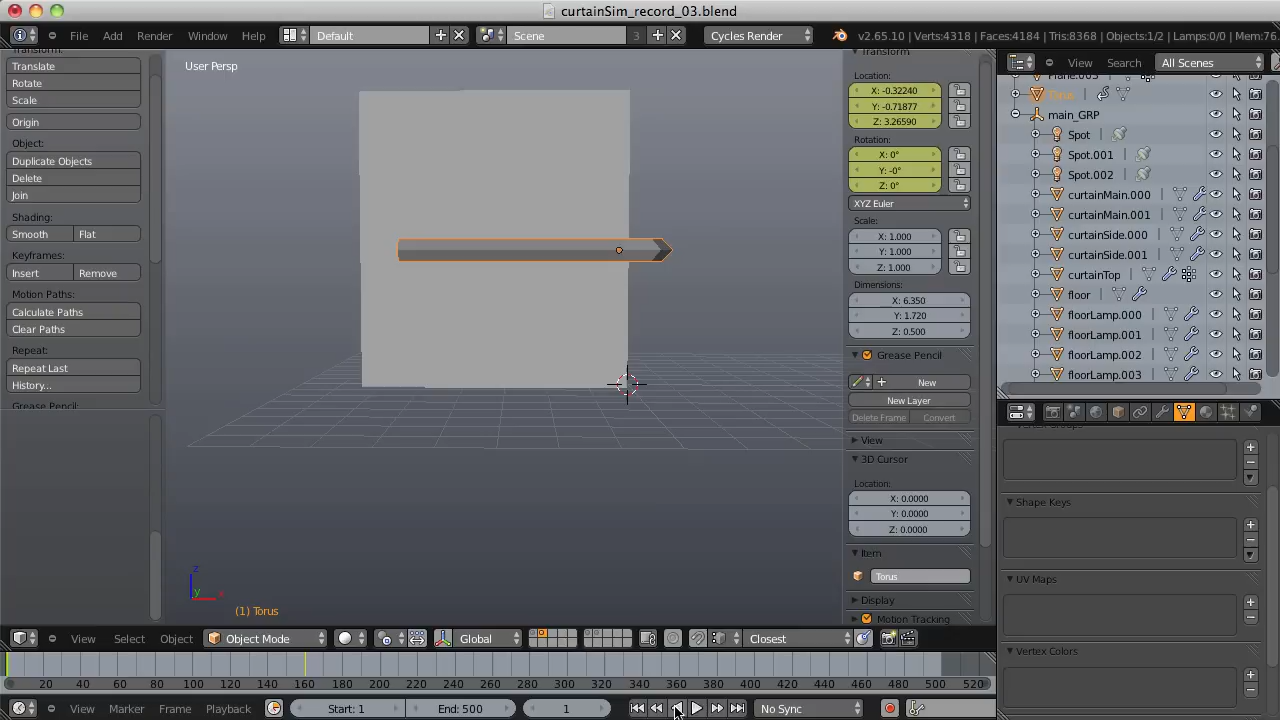 curtainSim_record_03.blend
File Add Render Window Help Default Scene 3 Cycles Render v2.65.10 | Verts:4318 | Faces:4184 | Tris:8368 | Objects:1/2 | Lamps:0/0 | Mem:76.
Transform:
Translate
Rotate
Scale
Origin
Object:
Duplicate Objects
Delete
Join
Shading:
Smooth Flat
Keyframes:
Insert Remove
Motion Paths:
Calculate Paths
Clear Paths
Repeat:
Repeat Last
History...
Grease Pencil:
User Persp
z
y
x
(1) Torus
Transform
Location:
X: -0.32240
Y: -0.71877
Z: 3.26590
Rotation:
X: 0°
Y: -0°
Z: 0°
XYZ Euler
Scale:
X: 1.000
Y: 1.000
Z: 1.000
Dimensions:
X: 6.350
Y: 1.720
Z: 0.500
Grease Pencil
New
New Layer
Delete Frame Convert
View
3D Cursor
Location:
X: 0.0000
Y: 0.0000
Z: 0.0000
Item
Torus
Display
Motion Tracking
View Search All Scenes
Plane.003
Torus
main_GRP
Spot
Spot.001
Spot.002
curtainMain.000
curtainMain.001
curtainSide.000
curtainSide.001
curtainTop
floor
floorLamp.000
floorLamp.001
floorLamp.002
floorLamp.003
Vertex Groups
Shape Keys
UV Maps
Vertex Colors
View Select Object Object Mode Global Closest
20 40 60 80 100 120 140 160 180 200 220 240 260 280 300 320 340 360 380 400 420 440 460 480 500 520
View Marker Frame Playback Start: 1 End: 500 1 No Sync